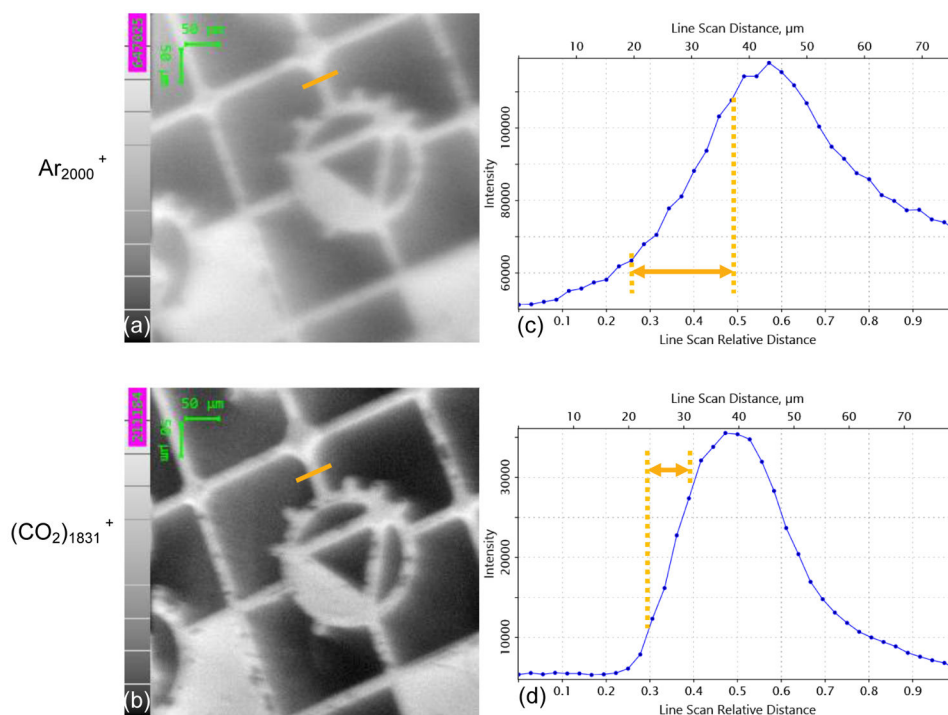 647025
50 µm
50 µm
Ar2000 +
(a)
Line Scan Distance, µm
10 20 30 40 50 60 70
Intensity
100000
80000
60000
(c)
0.1 0.2 0.3 0.4 0.5 0.6 0.7 0.8 0.9
Line Scan Relative Distance
211184
50 µm
50 µm
(CO2)1831 +
(b)
Line Scan Distance, µm
10 20 30 40 50 60 70
Intensity
30000
20000
10000
(d)
0.1 0.2 0.3 0.4 0.5 0.6 0.7 0.8 0.9
Line Scan Relative Distance